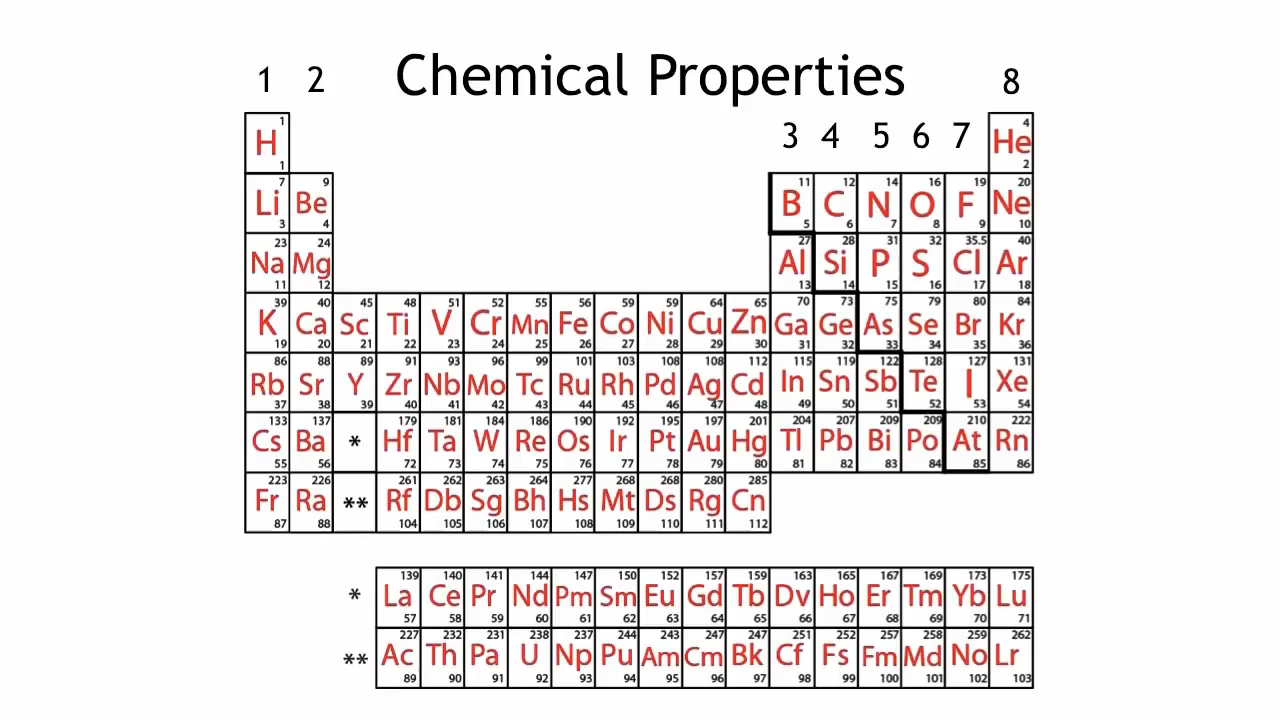 1 2 Chemical Properties 8
3 4 5 6 7
1 4
H He
1 2
7 9 11 12 14 16 19 20
Li Be B C N O F Ne
3 4 5 6 7 8 9 10
23 24 27 28 31 32 35.5 40
Na Mg Al Si P S Cl Ar
11 12 13 14 15 16 17 18
39 40 45 48 51 52 55 56 59 59 64 65 70 73 75 79 80 84
K Ca Sc Ti V Cr Mn Fe Co Ni Cu Zn Ga Ge As Se Br Kr
19 20 21 22 23 24 25 26 27 28 29 30 31 32 33 34 35 36
86 88 89 91 93 96 99 101 103 108 108 112 115 119 122 128 127 131
Rb Sr Y Zr Nb Mo Tc Ru Rh Pd Ag Cd In Sn Sb Te I Xe
37 38 39 40 41 42 43 44 45 46 47 48 49 50 51 52 53 54
133 137 179 181 184 186 190 192 195 197 201 204 207 209 209 210 222
Cs Ba * Hf Ta W Re Os Ir Pt Au Hg Tl Pb Bi Po At Rn
55 56 72 73 74 75 76 77 78 79 80 81 82 83 84 85 86
223 226 261 262 263 264 277 268 268 280 285
Fr Ra ** Rf Db Sg Bh Hs Mt Ds Rg Cn
87 88 104 105 106 107 108 109 110 111 112
139 140 141 144 147 150 152 157 159 163 165 167 169 173 175
* La Ce Pr Nd Pm Sm Eu Gd Tb Dv Ho Er Tm Yb Lu
57 58 59 60 61 62 63 64 65 66 67 68 69 70 71
227 232 231 238 237 244 243 247 247 251 252 257 258 259 262
** Ac Th Pa U Np Pu Am Cm Bk Cf Fs Fm Md No Lr
89 90 91 92 93 94 95 96 97 98 99 100 101 102 103